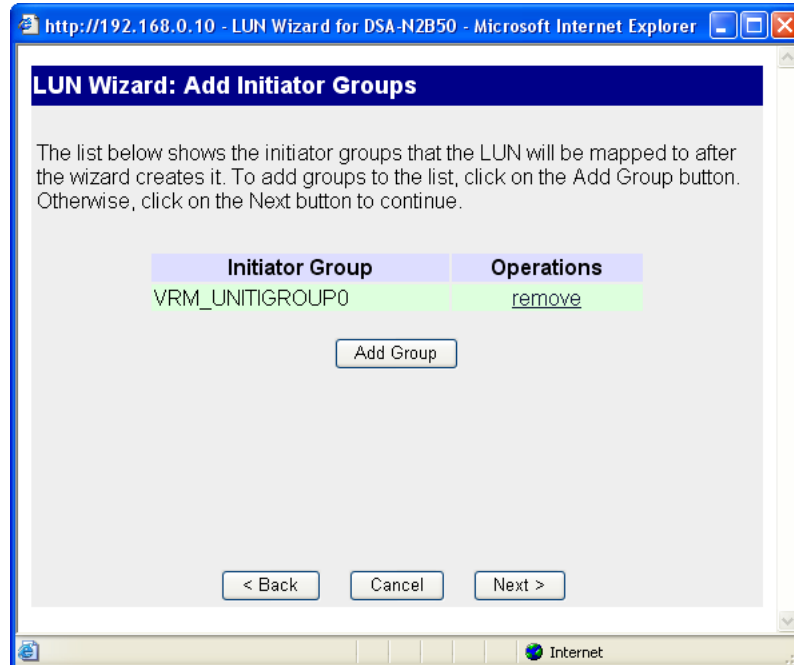 http://192.168.0.10 - LUN Wizard for DSA-N2B50 - Microsoft Internet Explorer
LUN Wizard: Add Initiator Groups
The list below shows the initiator groups that the LUN will be mapped to after
the wizard creates it. To add groups to the list, click on the Add Group button.
Otherwise, click on the Next button to continue.
Initiator Group Operations
VRM_UNITIGROUP0 remove
Add Group
< Back Cancel Next >
Internet